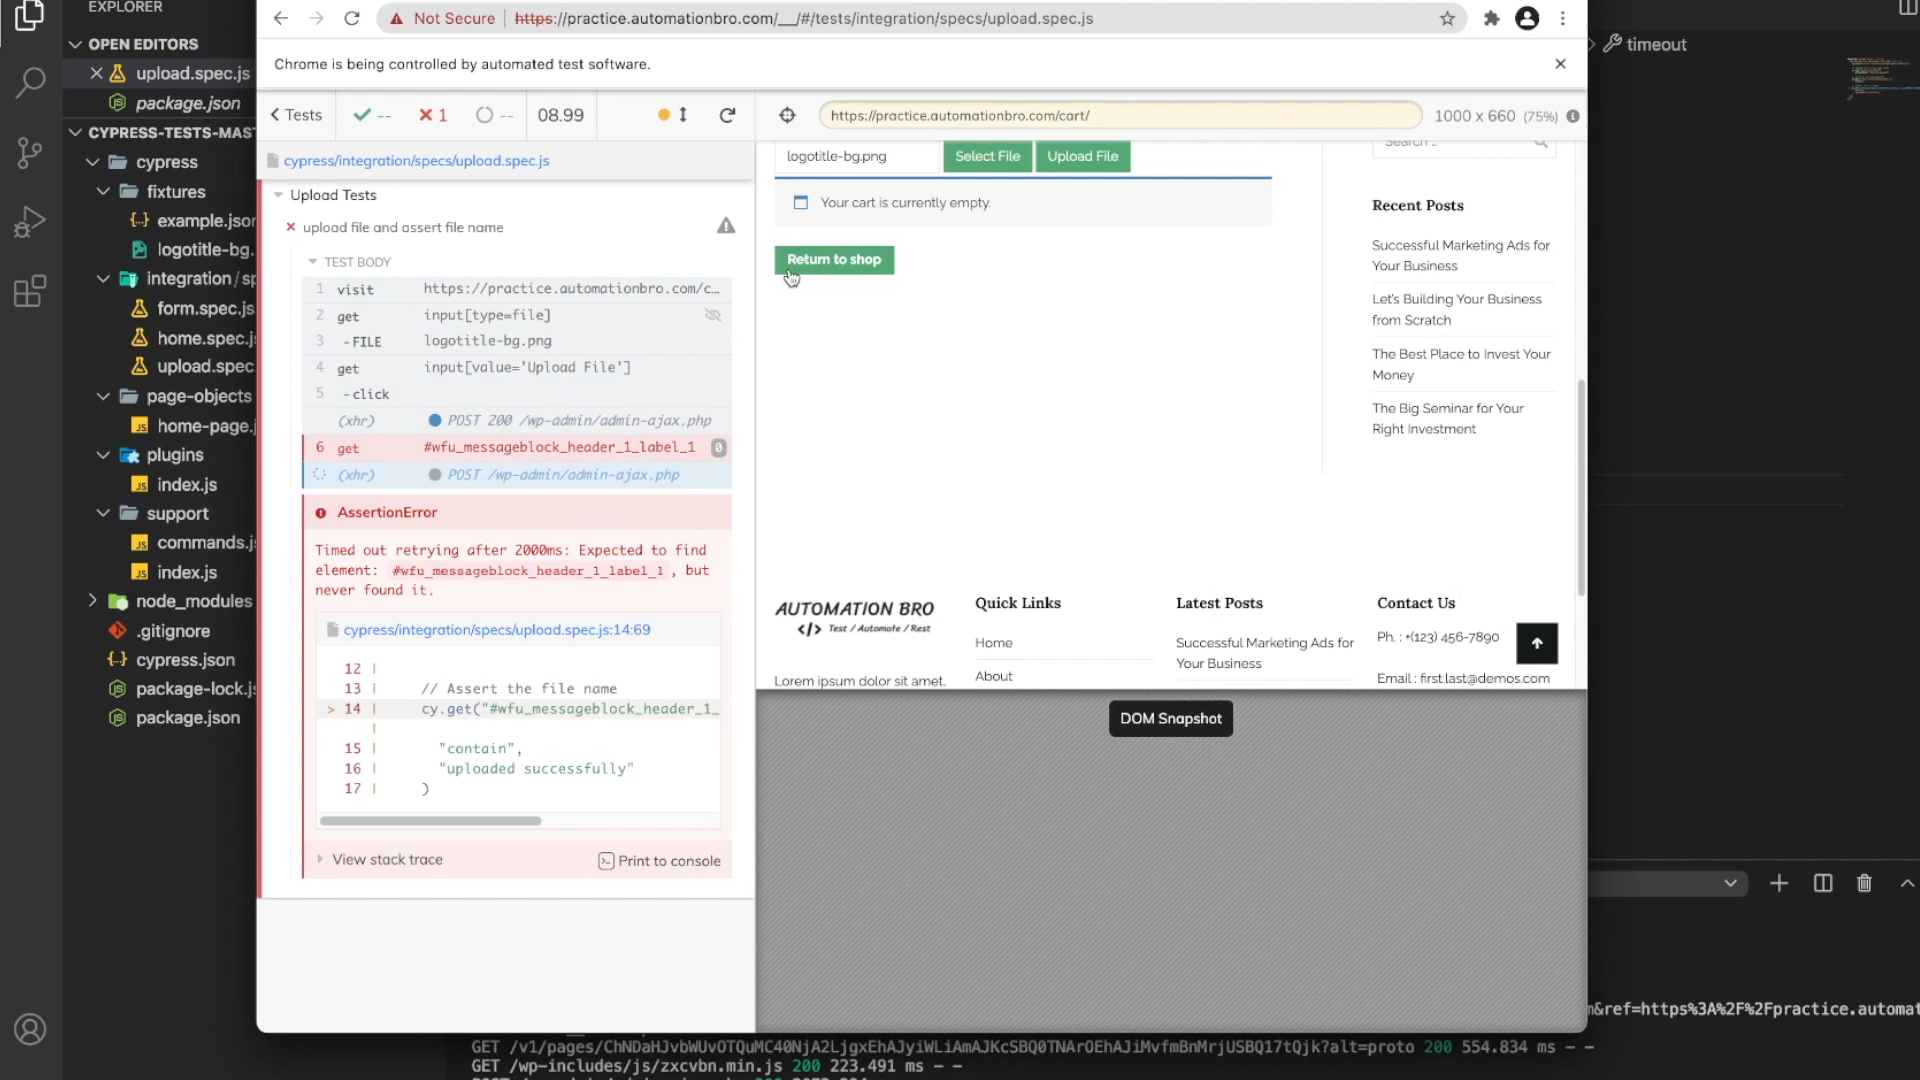 EXPLORER
OPEN EDITORS
upload.spec.js
package.json
CYPRESS-TESTS-MAST
cypress
fixtures
example.json
logotitle-bg.
integration/sp
form.spec.js
home.spec.js
upload.spec
page-objects
home-page.j
plugins
index.js
support
commands.js
index.js
node_modules
.gitignore
cypress.json
package-lock.js
package.json
Not Secure | https://practice.automationbro.com/__/#/tests/integration/specs/upload.spec.js
timeout
Chrome is being controlled by automated test software.
Tests -- 1 -- 08.99
https://practice.automationbro.com/cart/
1000 x 660 (75%)
cypress/integration/specs/upload.spec.js
Upload Tests
upload file and assert file name
TEST BODY
1 visit https://practice.automationbro.com/c...
2 get input[type=file]
3 -FILE logotitle-bg.png
4 get input[value='Upload File']
5 -click
(xhr) POST 200 /wp-admin/admin-ajax.php
6 get #wfu_messageblock_header_1_label_1 0
(xhr) POST /wp-admin/admin-ajax.php
AssertionError
Timed out retrying after 2000ms: Expected to find
element: #wfu_messageblock_header_1_label_1, but
never found it.
cypress/integration/specs/upload.spec.js:14:69
12 |
13 | // Assert the file name
> 14 | cy.get("#wfu_messageblock_header_1_
|
15 | "contain",
16 | "uploaded successfully"
17 | )
View stack trace
Print to console
logotitle-bg.png
Select File
Upload File
Search ..
Your cart is currently empty.
Return to shop
Recent Posts
Successful Marketing Ads for
Your Business
Let's Building Your Business
from Scratch
The Best Place to Invest Your
Money
The Big Seminar for Your
Right Investment
AUTOMATION BRO
</> Test / Automate / Rest
Lorem ipsum dolor sit amet,
Quick Links
Home
About
Latest Posts
Successful Marketing Ads for
Your Business
Contact Us
Ph. : +(123) 456-7890
Email : first.last@demos.com
DOM Snapshot
&ref=https%3A%2F%2Fpractice.automat
GET /v1/pages/ChNDaHJvbWUvOTQuMC40NjA2LjgxEhAJyiWLiAmAJKcSBQ0TNArOEhAJiMvfmBnMrjUSBQ17tQjk?alt=proto 200 554.834 ms - -
GET /wp-includes/js/zxcvbn.min.js 200 223.491 ms - -